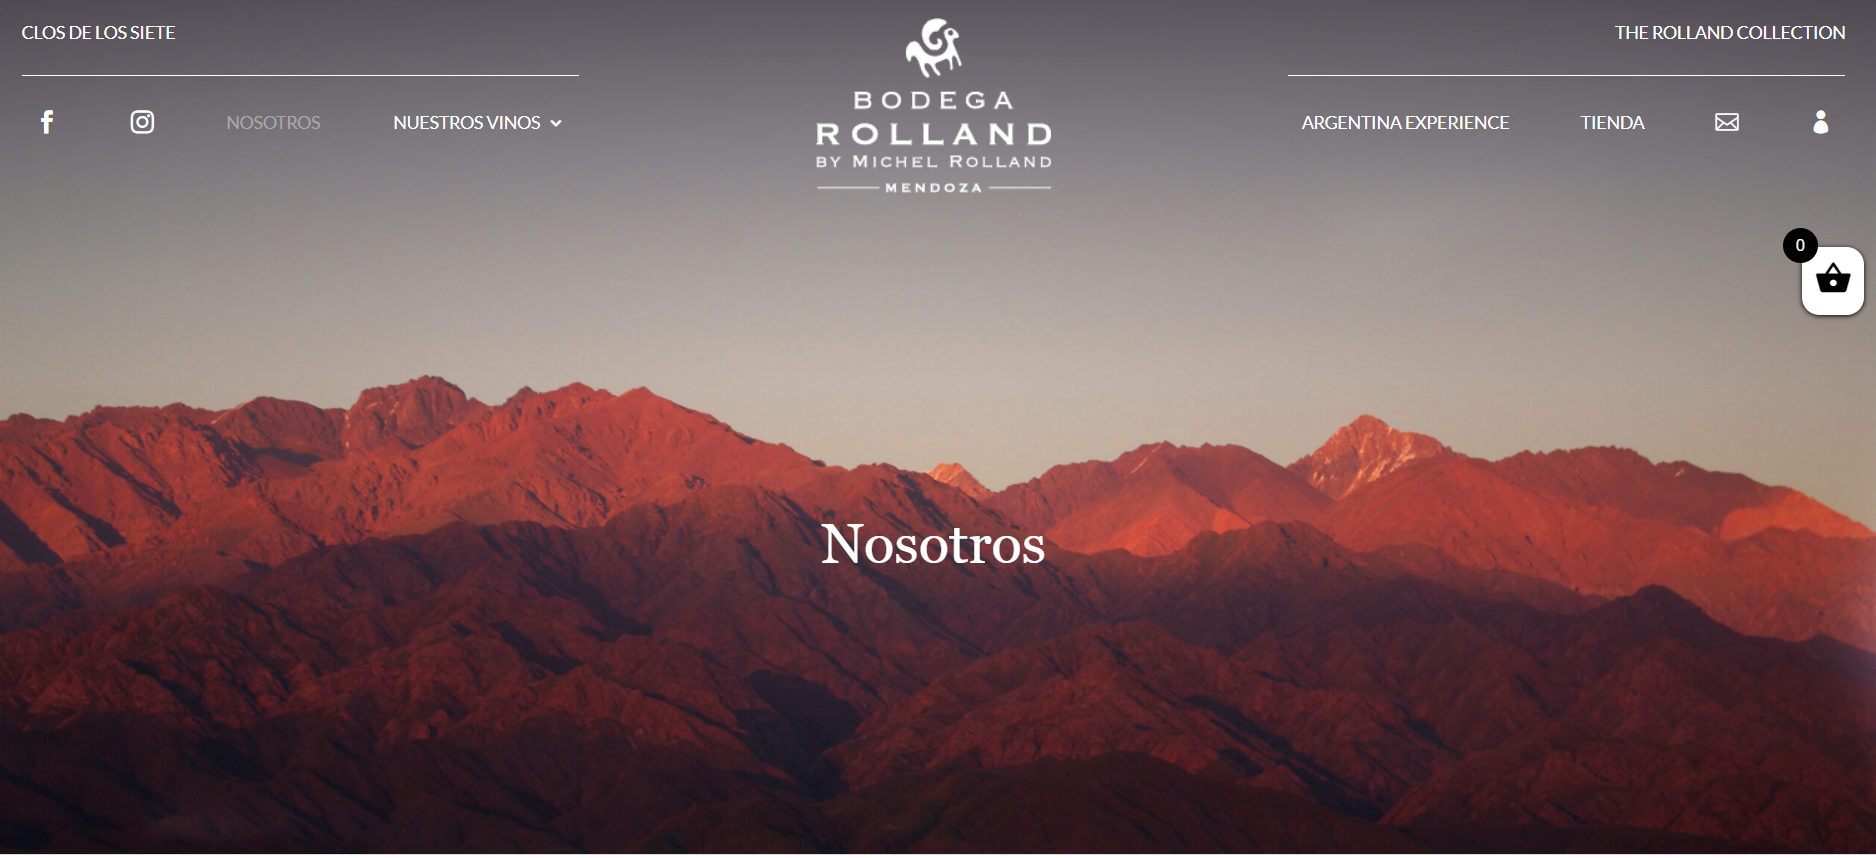 CLOS DE LOS SIETE
THE ROLLAND COLLECTION
NOSOTROS
NUESTROS VINOS
BODEGA
ROLLAND
BY MICHEL ROLLAND
MENDOZA
ARGENTINA EXPERIENCE
TIENDA
0
Nosotros